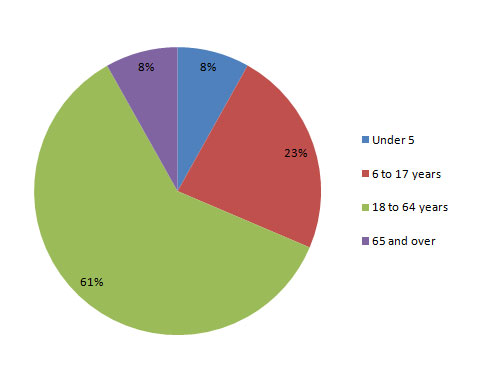 8%
8%
23%
61%
Under 5
6 to 17 years
18 to 64 years
65 and over